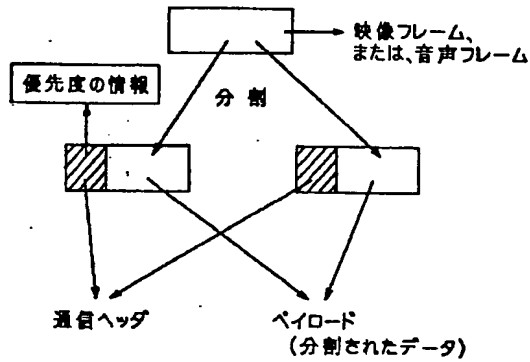 映像フレーム、
または、音声フレーム
優先度の情報
分割
通信ヘッダ
ペイロード
(分割されたデータ)